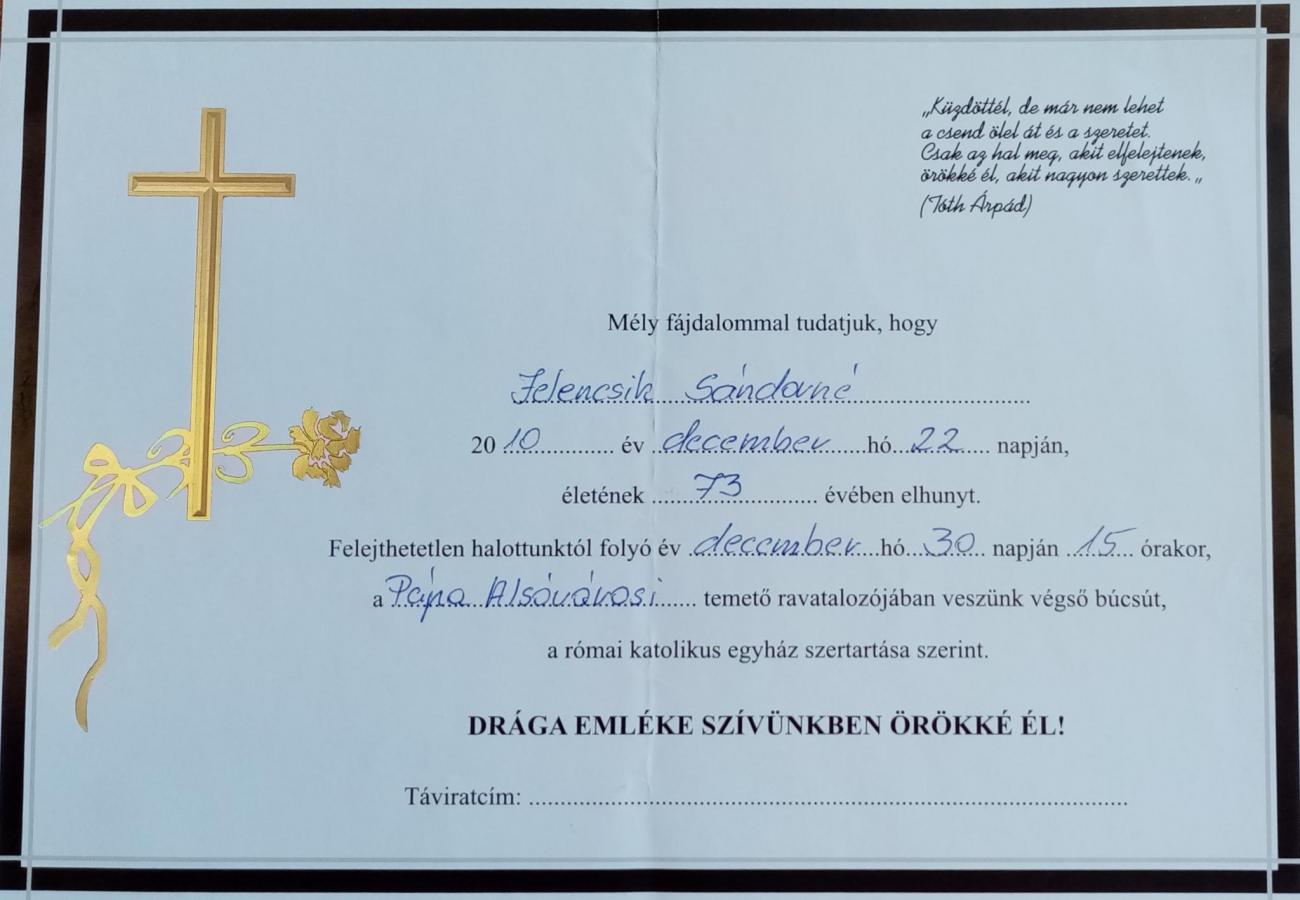 „Küzdöttél, de már nem lehet
a csend ölel át és a szeretet.
Csak az hal meg, akit elfelejtenek,
örökké él, akit nagyon szerettek. „
(Tóth Árpád)
Mély fájdalommal tudatjuk, hogy
Jelencsik Sándorné
2010 év december hó 22 napján,
életének 73 évében elhunyt.
Felejthetetlen halottunktól folyó év december hó 30 napján 15 órakor,
a Pápa Alsóvárosi temető ravatalozójában veszünk végső búcsút,
a római katolikus egyház szertartása szerint.
DRÁGA EMLÉKE SZÍVÜNKBEN ÖRÖKKÉ ÉL!
Táviratcím: